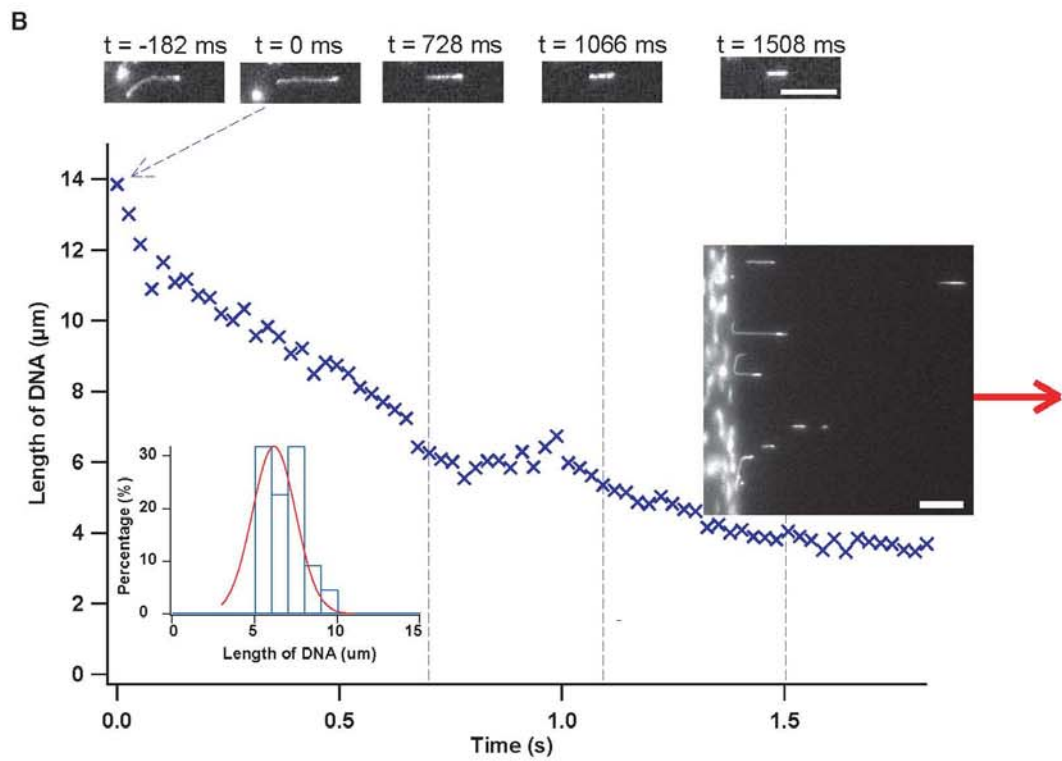 B
t = -182 ms
t = 0 ms
t = 728 ms
t = 1066 ms
t = 1508 ms
14
12
10
8
6
4
2
0
Length of DNA (µm)
0.0
0.5
1.0
1.5
Time (s)
30
20
10
0
Percentage (%)
0
5
10
15
Length of DNA (um)